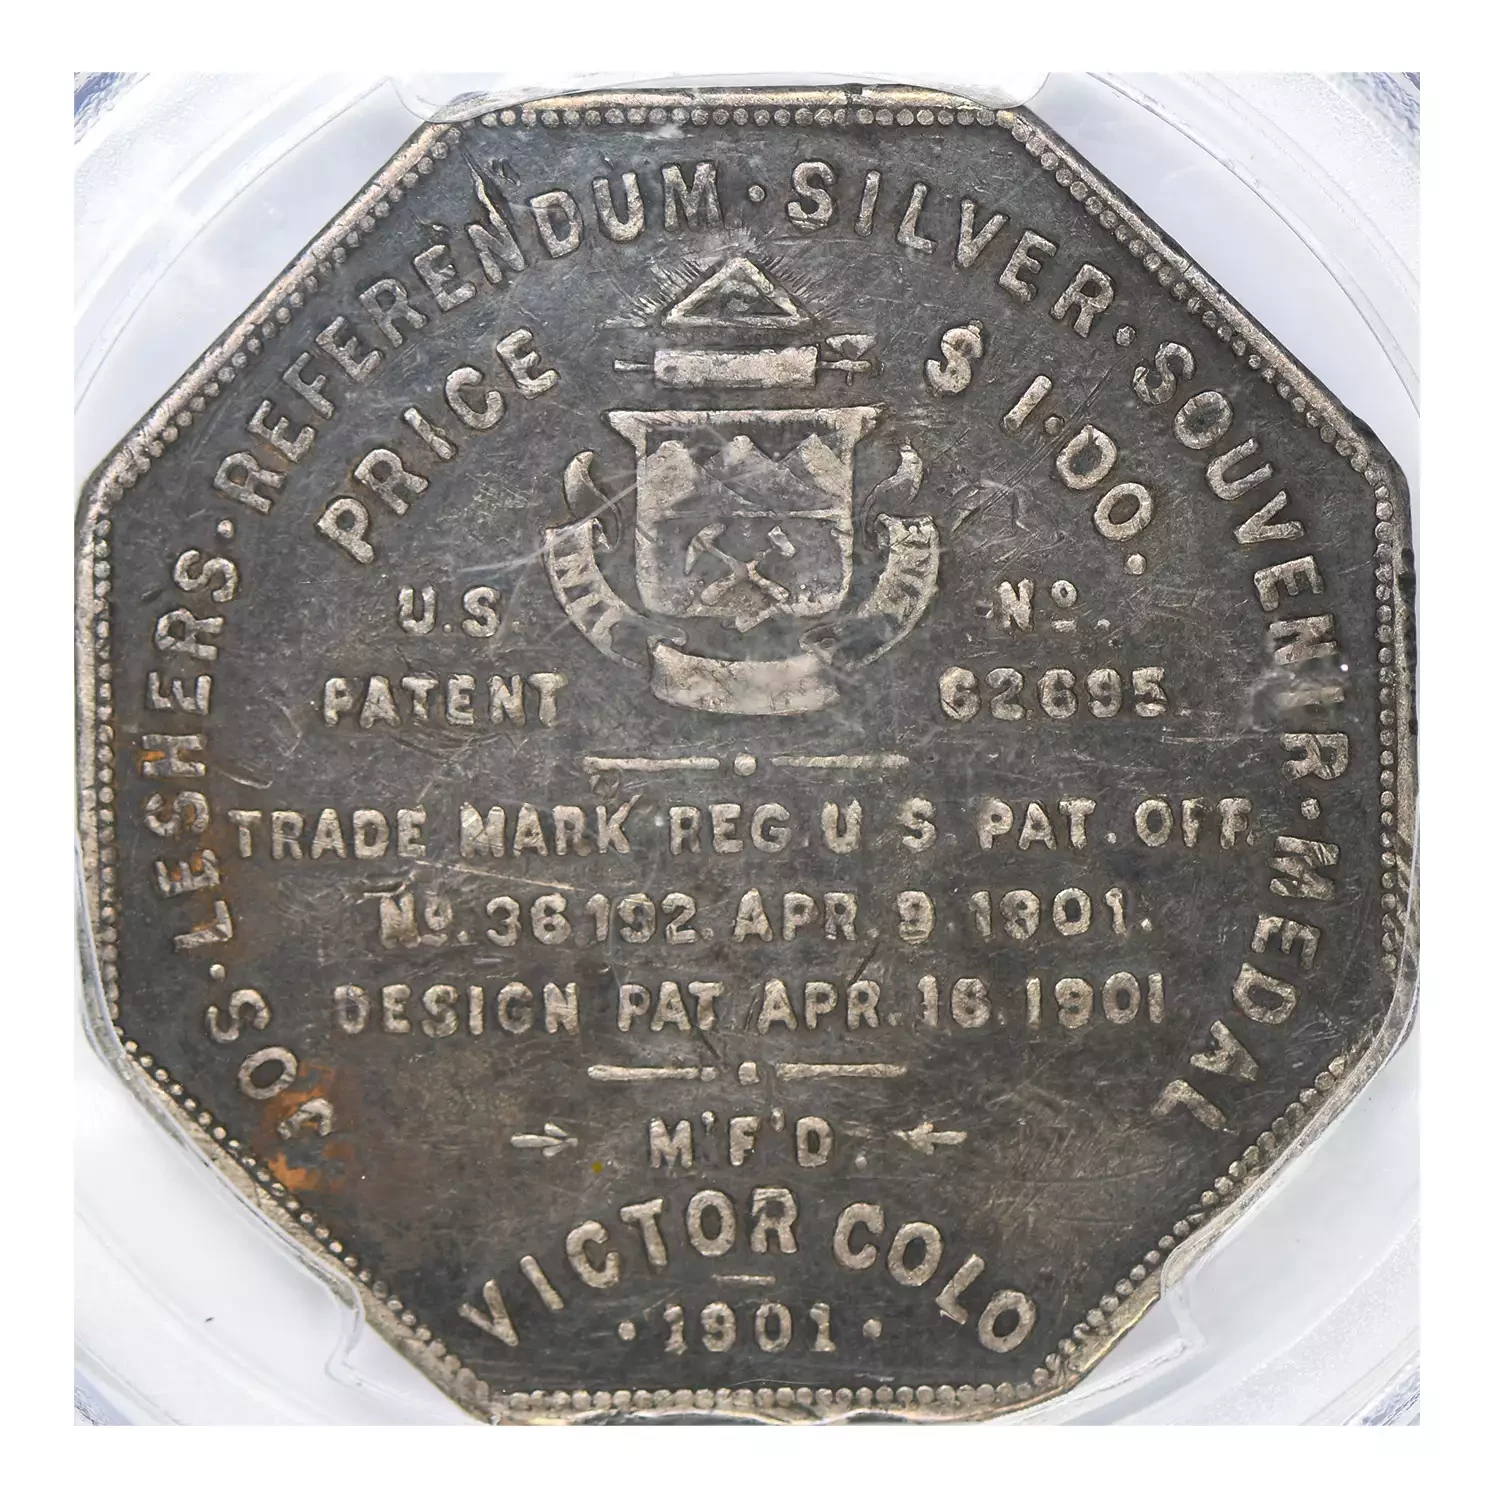 JOS. LESHERS. REFERENDUM · SILVER · SOUVENIR · MEDAL
PRICE $1.00.
U.S. No.
PATENT 62695
TRADE MARK REG. U S PAT. OFF.
No. 36192. APR. 9 1901.
DESIGN PAT APR. 16 1901
M'F'D.
VICTOR COLO
· 1901 ·